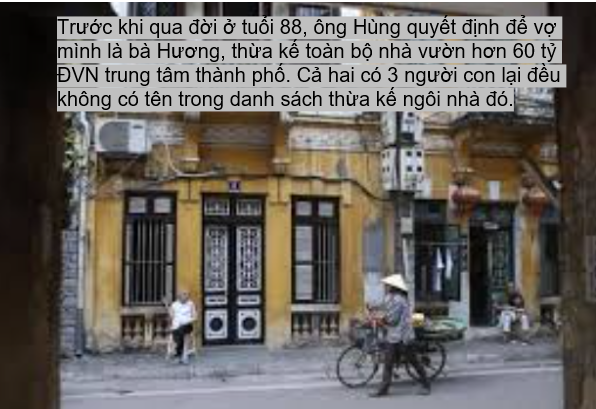 Trước khi qua đời ở tuổi 88, ông Hùng quyết định để vợ
mình là bà Hương, thừa kế toàn bộ nhà vườn hơn 60 tỷ
ĐVN trung tâm thành phố. Cả hai có 3 người con lại đều
không có tên trong danh sách thừa kế ngôi nhà đó.